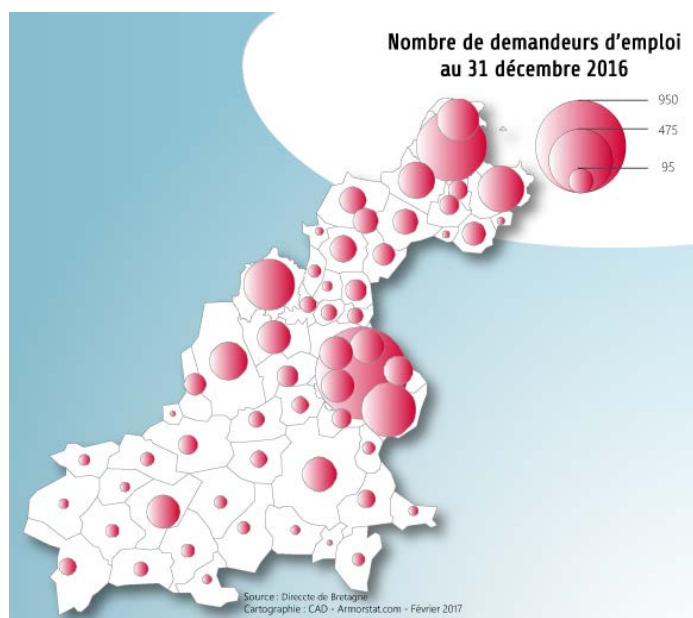 Nombre de demandeurs d'emploi
au 31 décembre 2016
950
475
95
Source : Direccte de Bretagne
Cartographie : CAD - Armorstat.com - Février 2017